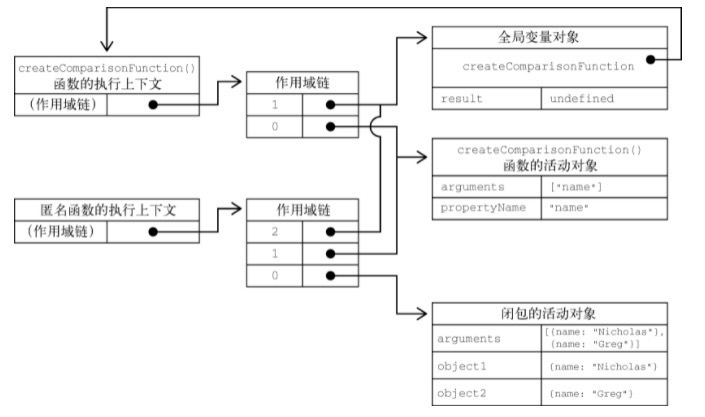 全局变量对象
createComparisonFunction
result undefined
createComparisonFunction()
函数的执行上下文
(作用域链)
作用域链
1
0
createComparisonFunction()
函数的活动对象
arguments ["name"]
propertyName "name"
匿名函数的执行上下文
(作用域链)
作用域链
2
1
0
闭包的活动对象
arguments [{name: "Nicholas"},
{name: "Greg"}]
object1 {name: "Nicholas"}
object2 {name: "Greg"}